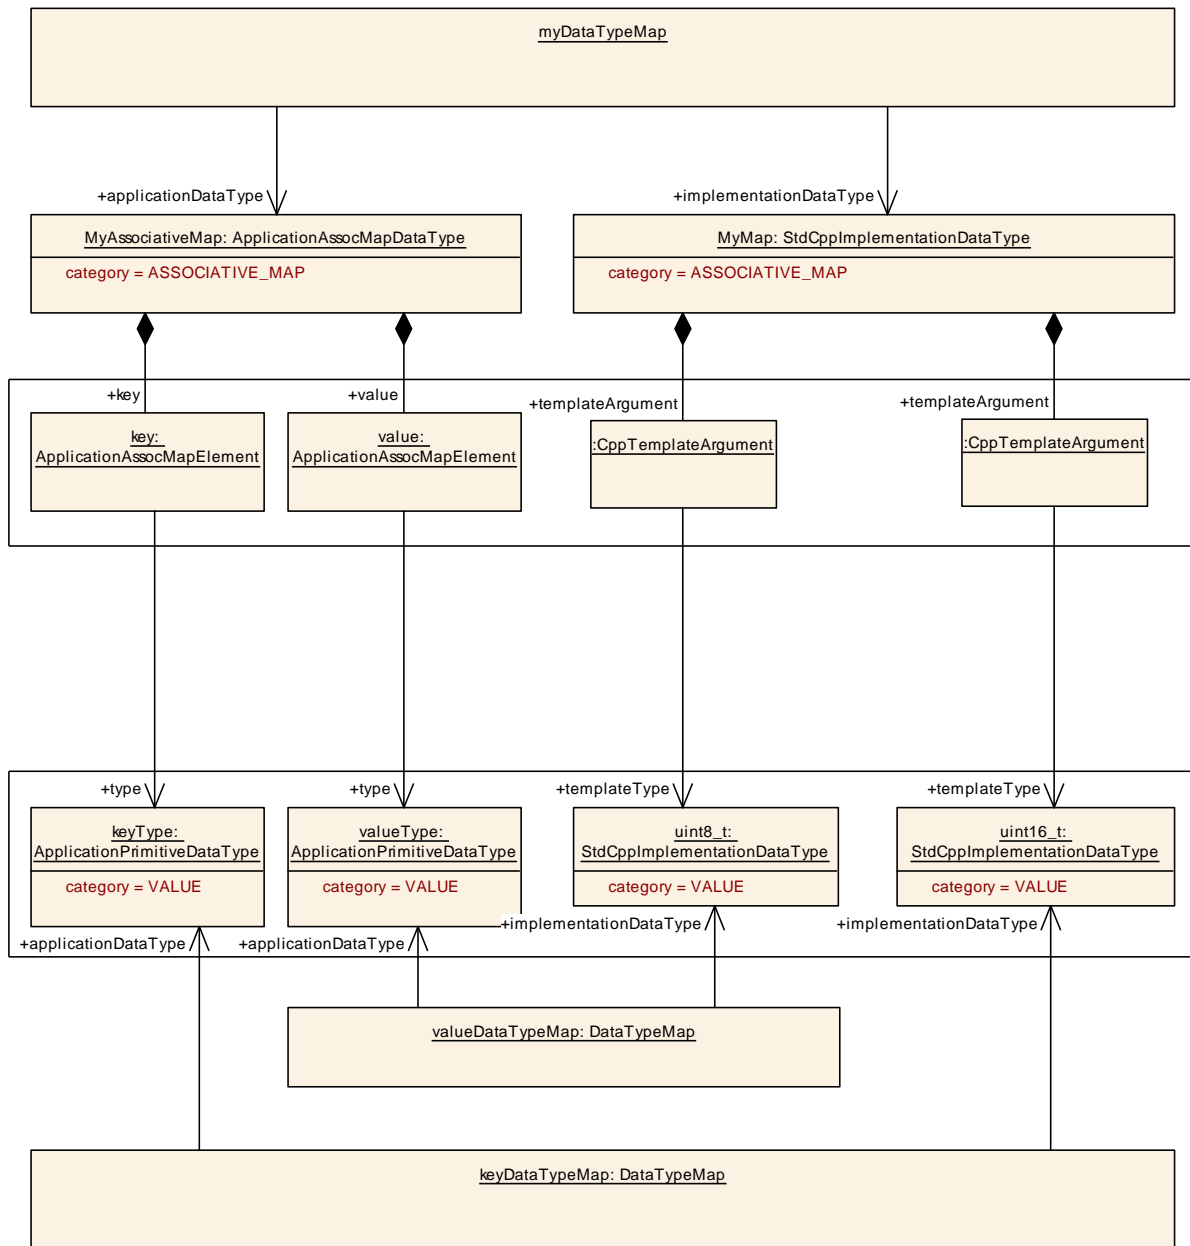 myDataTypeMap
+applicationDataType
+implementationDataType
MyAssociativeMap: ApplicationAssocMapDataType
MyMap: StdCppImplementationDataType
category = ASSOCIATIVE_MAP
category = ASSOCIATIVE_MAP
+key
+value
+templateArgument
+templateArgument
key:
ApplicationAssocMapElement
value:
ApplicationAssocMapElement
:CppTemplateArgument
:CppTemplateArgument
+type
+type
+templateType
+templateType
keyType:
ApplicationPrimitiveDataType
valueType:
ApplicationPrimitiveDataType
uint8_t:
StdCppImplementationDataType
uint16_t:
StdCppImplementationDataType
category = VALUE
category = VALUE
category = VALUE
category = VALUE
+applicationDataType
+applicationDataType
+implementationDataType
+implementationDataType
valueDataTypeMap: DataTypeMap
keyDataTypeMap: DataTypeMap